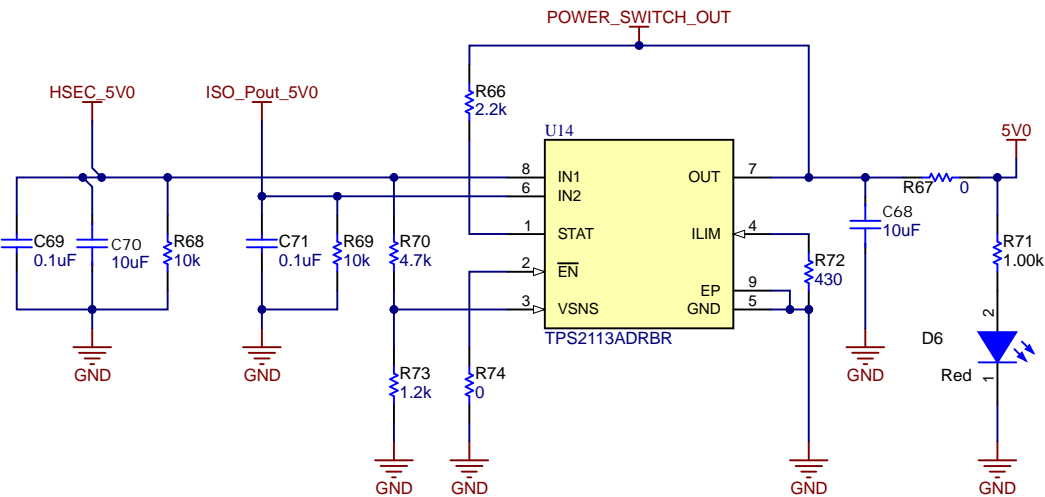 POWER_SWITCH_OUT
HSEC_5V0
ISO_Pout_5V0
R66
2.2k
U14
5V0
8
IN1
OUT
7
6
IN2
R67
0
1
STAT
ILIM
4
C69
0.1uF
C70
10uF
R68
10k
C71
0.1uF
R69
10k
R70
4.7k
C68
10uF
R71
1.00k
2
EN
R72
430
EP
9
3
VSNS
GND
5
TPS2113ADRBR
2
D6
Red
1
GND
GND
R73
1.2k
R74
0
GND
GND
GND
GND
GND